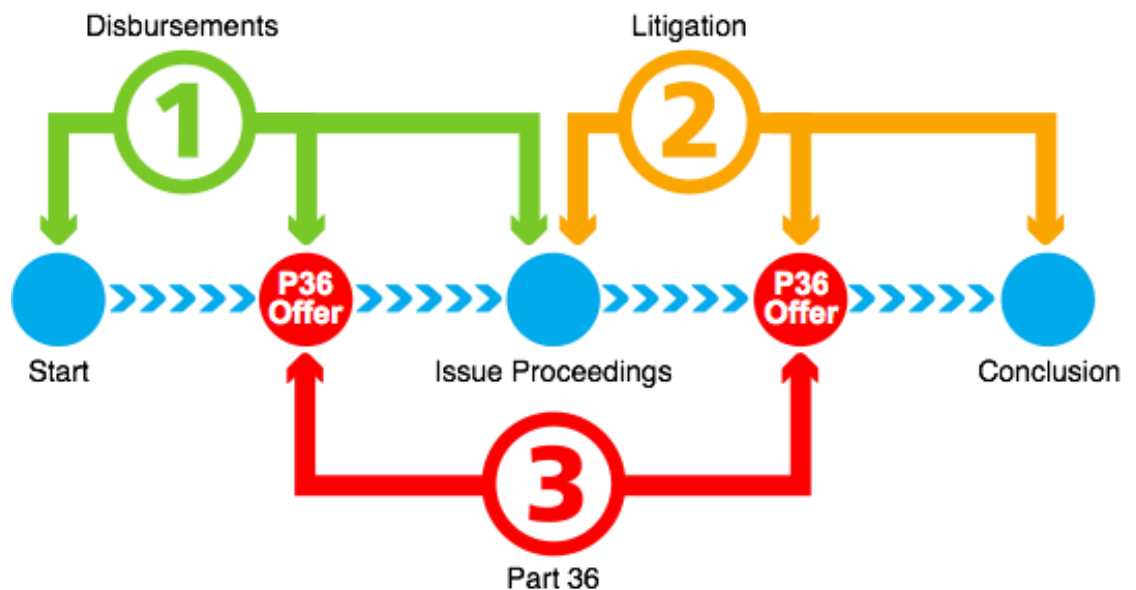 Disbursements
Litigation
1
2
P36
Offer
P36
Offer
Start
Issue Proceedings
Conclusion
3
Part 36